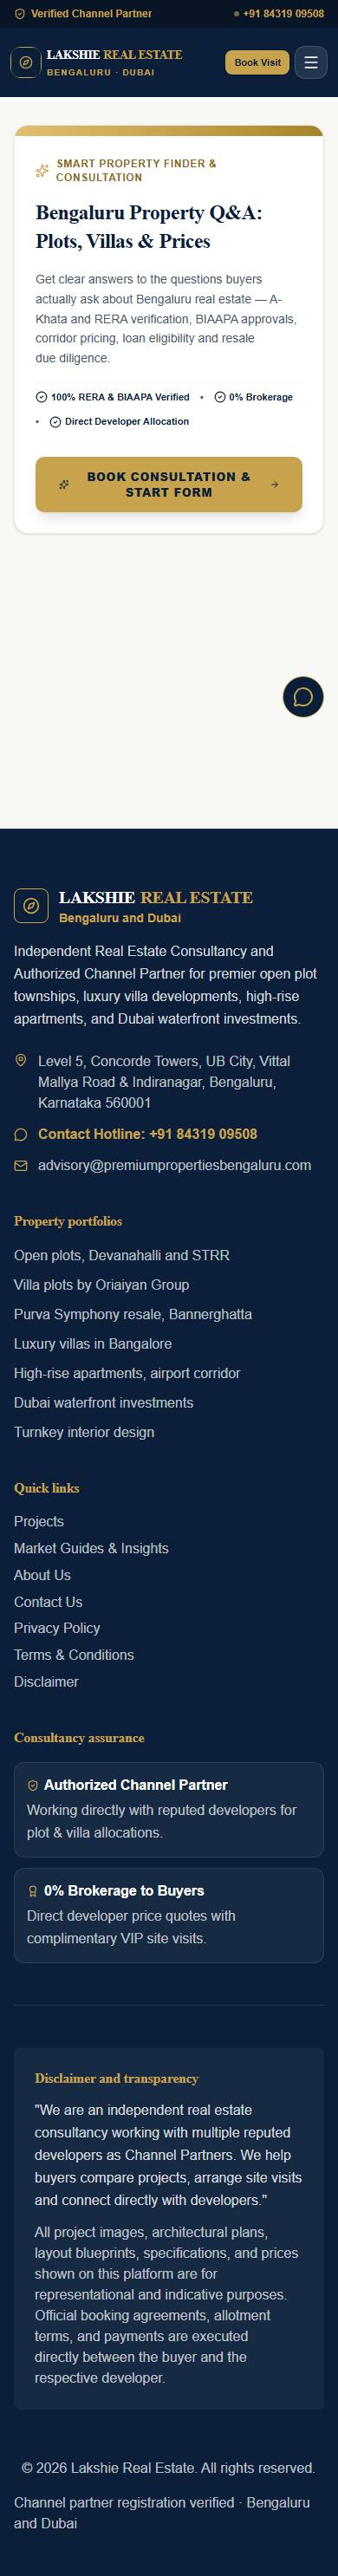 Verified Channel Partner
+91 84319 09508
LAKSHIE REAL ESTATE
BENGALURU · DUBAI
Book Visit
SMART PROPERTY FINDER &
CONSULTATION
Bengaluru Property Q&A:
Plots, Villas & Prices
Get clear answers to the questions buyers
actually ask about Bengaluru real estate — A-
Khata and RERA verification, BIAAPA approvals,
corridor pricing, loan eligibility and resale
due diligence.
100% RERA & BIAAPA Verified • 0% Brokerage
• Direct Developer Allocation
BOOK CONSULTATION &
START FORM
LAKSHIE REAL ESTATE
Bengaluru and Dubai
Independent Real Estate Consultancy and
Authorized Channel Partner for premier open plot
townships, luxury villa developments, high-rise
apartments, and Dubai waterfront investments.
Level 5, Concorde Towers, UB City, Vittal
Mallya Road & Indiranagar, Bengaluru,
Karnataka 560001
Contact Hotline: +91 84319 09508
advisory@premiumpropertiesbengaluru.com
Property portfolios
Open plots, Devanahalli and STRR
Villa plots by Oriaiyan Group
Purva Symphony resale, Bannerghatta
Luxury villas in Bangalore
High-rise apartments, airport corridor
Dubai waterfront investments
Turnkey interior design
Quick links
Projects
Market Guides & Insights
About Us
Contact Us
Privacy Policy
Terms & Conditions
Disclaimer
Consultancy assurance
Authorized Channel Partner
Working directly with reputed developers for
plot & villa allocations.
0% Brokerage to Buyers
Direct developer price quotes with
complimentary VIP site visits.
Disclaimer and transparency
"We are an independent real estate
consultancy working with multiple reputed
developers as Channel Partners. We help
buyers compare projects, arrange site visits
and connect directly with developers."
All project images, architectural plans,
layout blueprints, specifications, and prices
shown on this platform are for
representational and indicative purposes.
Official booking agreements, allotment
terms, and payments are executed
directly between the buyer and the
respective developer.
© 2026 Lakshie Real Estate. All rights reserved.
Channel partner registration verified · Bengaluru
and Dubai